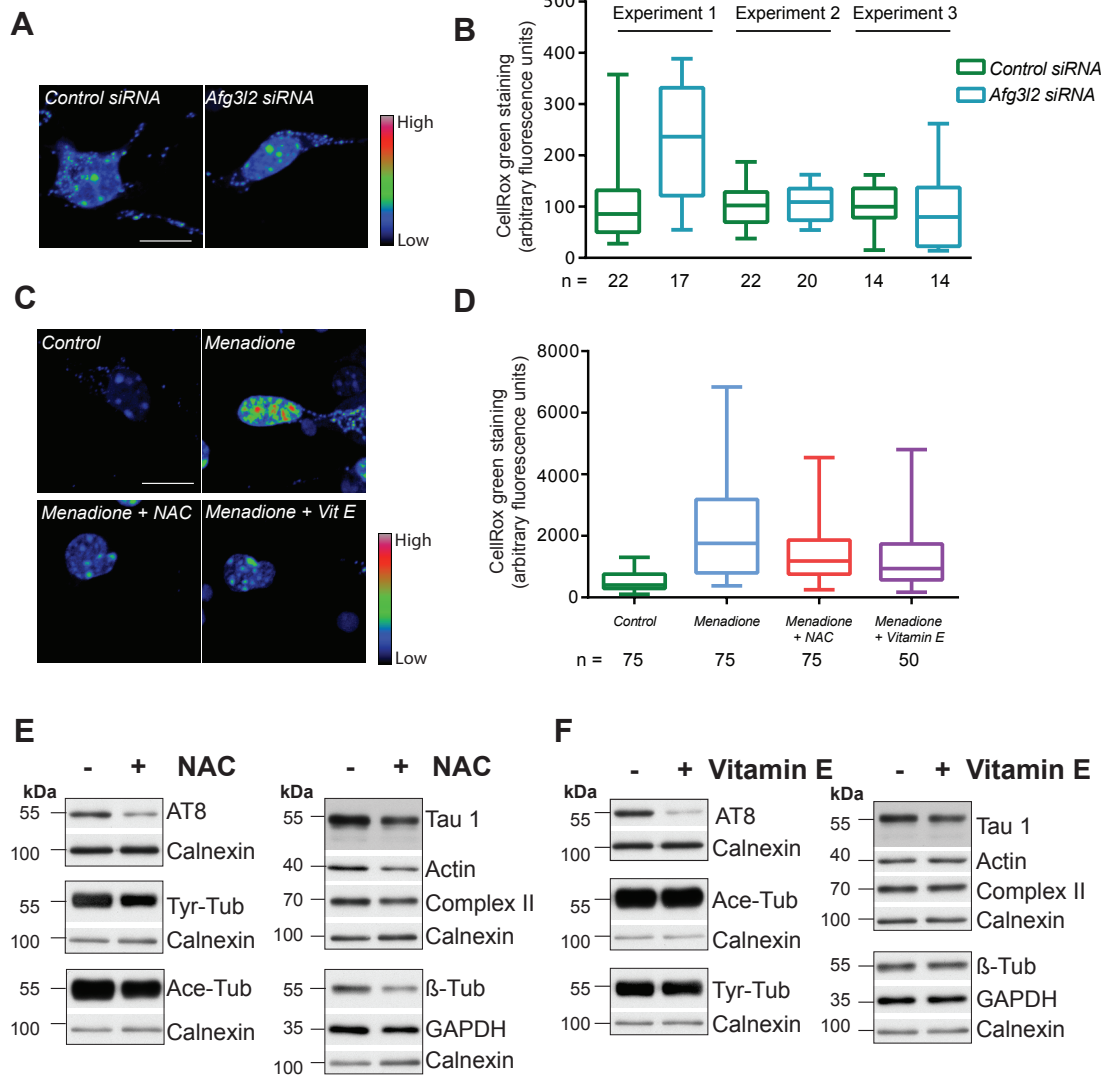 A
Control siRNA
Afg3l2 siRNA
High
Low
B
CellRox green staining
(arbitrary fluorescence units)
500
400
300
200
100
0
Experiment 1
Experiment 2
Experiment 3
Control siRNA
Afg3l2 siRNA
n = 22 17 22 20 14 14
C
Control
Menadione
Menadione + NAC
Menadione + Vit E
High
Low
D
CellRox green staining
(arbitrary fluorescence units)
8000
6000
4000
2000
0
Control
Menadione
Menadione
+ NAC
Menadione
+ Vitamin E
n = 75 75 75 50
E
- + NAC
kDa
55 AT8
100 Calnexin
55 Tyr-Tub
100 Calnexin
55 Ace-Tub
100 Calnexin
- + NAC
kDa
55 Tau 1
40 Actin
70 Complex II
100 Calnexin
55 ß-Tub
35 GAPDH
100 Calnexin
F
- + Vitamin E
kDa
55 AT8
100 Calnexin
55 Ace-Tub
100 Calnexin
55 Tyr-Tub
100 Calnexin
- + Vitamin E
kDa
55 Tau 1
40 Actin
70 Complex II
100 Calnexin
55 ß-Tub
35 GAPDH
100 Calnexin